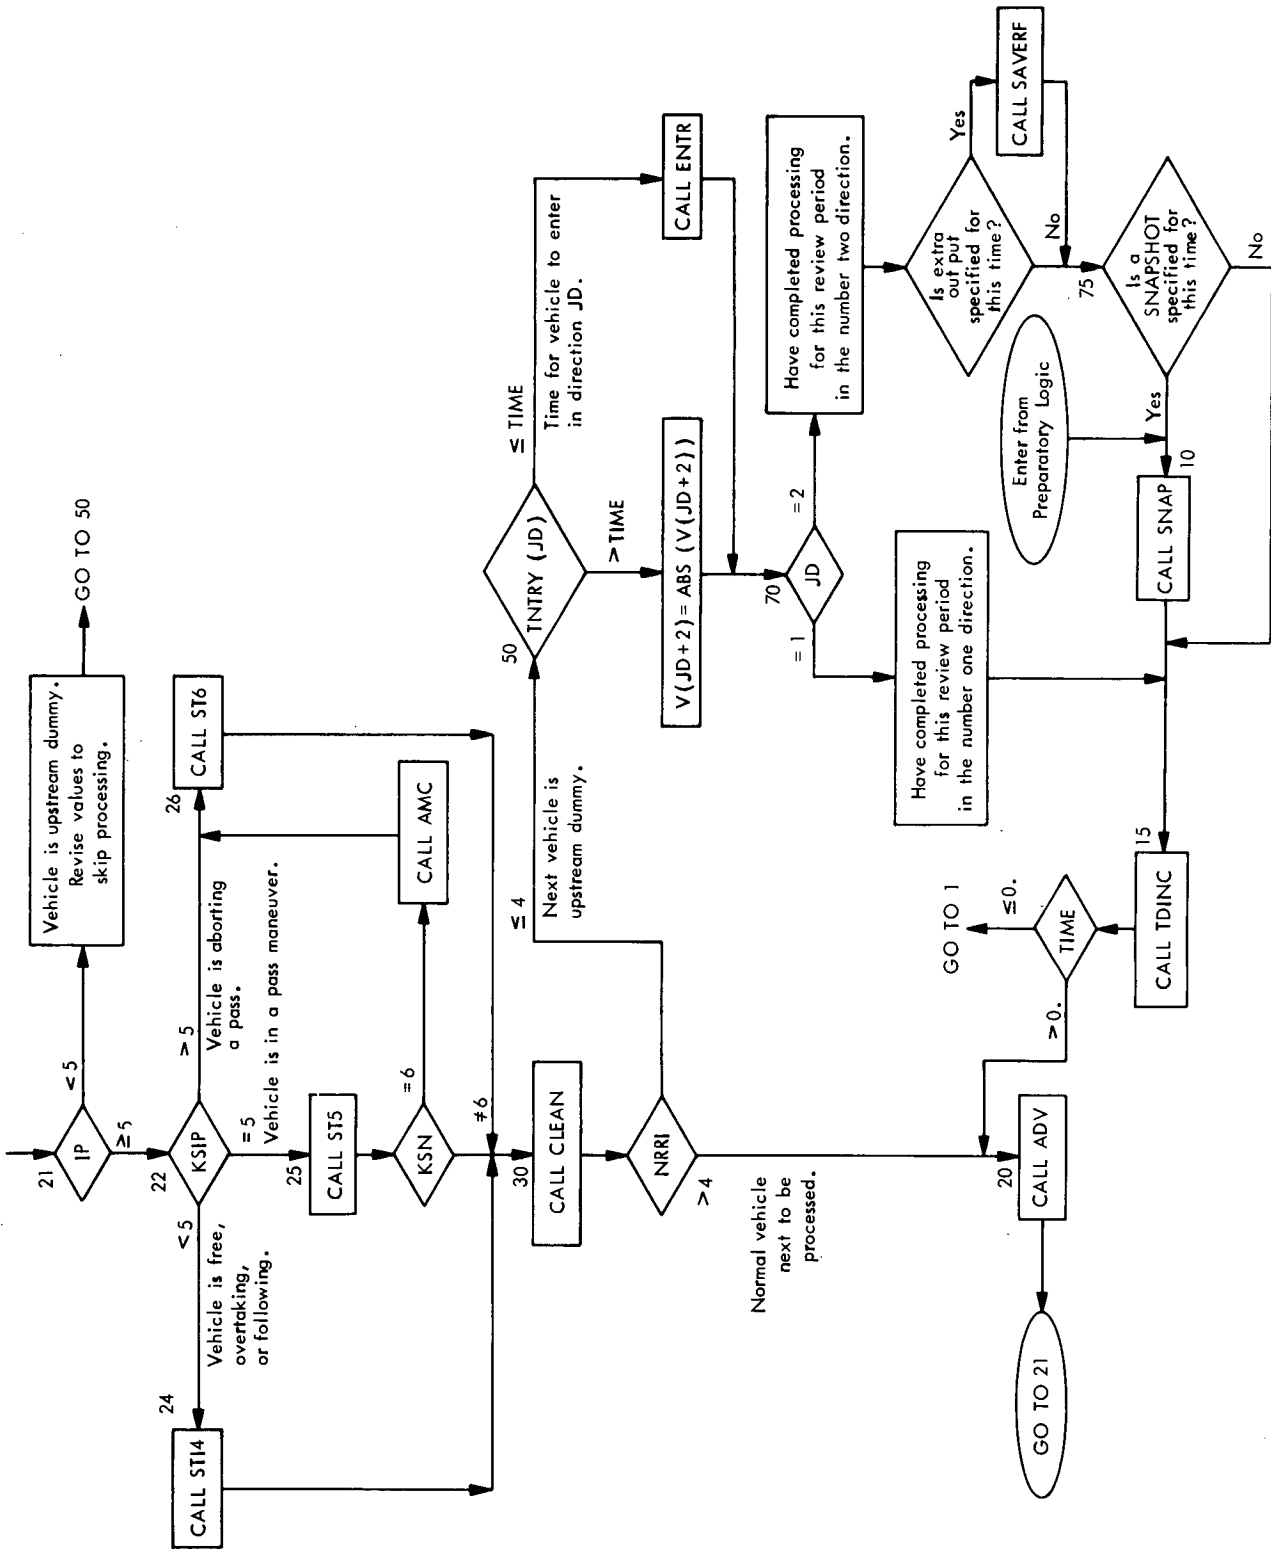 21
IP
< 5
Vehicle is upstream dummy.
Revise values to
skip processing.
GO TO 50
≥ 5
22
KSIP
< 5
Vehicle is free,
overtaking,
or following.
24
CALL STI4
> 5
Vehicle is aborting
a pass.
26
CALL ST6
= 5
Vehicle is in a pass maneuver.
25
CALL ST5
KSN
= 6
CALL AMC
≠ 6
30
CALL CLEAN
NRRI
≤ 4
Next vehicle is
upstream dummy.
> 4
Normal vehicle
next to be
processed.
20
CALL ADV
GO TO 21
50
TNTRY (JD)
≤ TIME
Time for vehicle to enter
in direction JD.
CALL ENTR
> TIME
V(JD+2) = ABS (V(JD+2))
70
JD
= 1
Have completed processing
for this review period
in the number one direction.
= 2
Have completed processing
for this review period
in the number two direction.
Is extra
out put
specified for
this time?
Yes
CALL SAVERF
No
75
Is a
SNAPSHOT
specified for
this time?
Yes
No
Enter from
Preparatory Logic
10
CALL SNAP
15
CALL TDINC
TIME
≤0.
GO TO 1
>0.